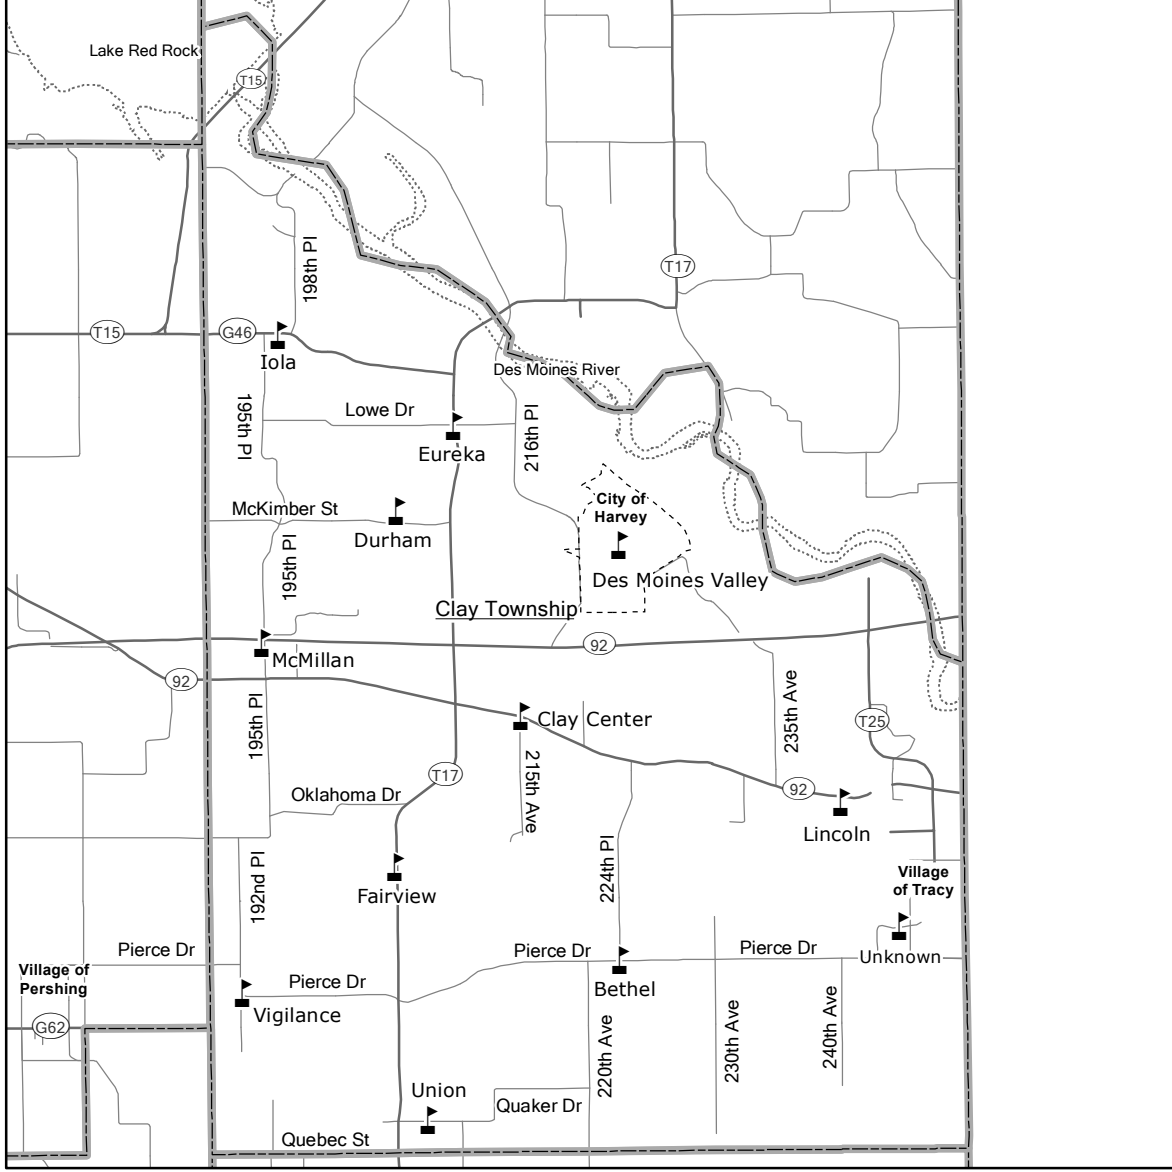 Lake Red Rock
T15
198th Pl
T17
T15
G46
Iola
Des Moines River
195th Pl
Lowe Dr
216th Pl
Eureka
McKimber St
City of
Harvey
Durham
195th Pl
Des Moines Valley
Clay Township
92
McMillan
92
195th Pl
Clay Center
235th Ave
T25
T17
215th Ave
92
Oklahoma Dr
Lincoln
192nd Pl
Fairview
224th Pl
Village
of Tracy
Pierce Dr
Pierce Dr
Pierce Dr
Unknown
Village of
Pershing
Pierce Dr
Bethel
Vigilance
G62
220th Ave
230th Ave
240th Ave
Union
Quaker Dr
Quebec St